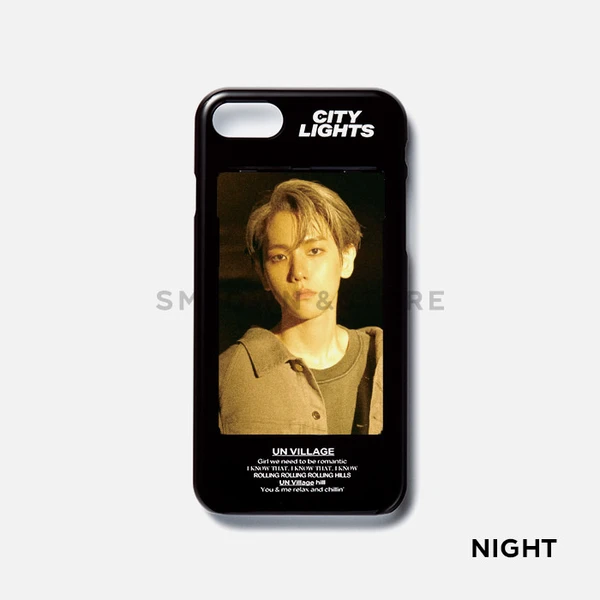 CITY
LIGHTS
UN VILLAGE
Girl we need to be romantic
I KNOW THAT, I KNOW THAT, I KNOW
ROLLING ROLLING ROLLING HILLS
UN Village hill
You & me relax and chillin'
NIGHT